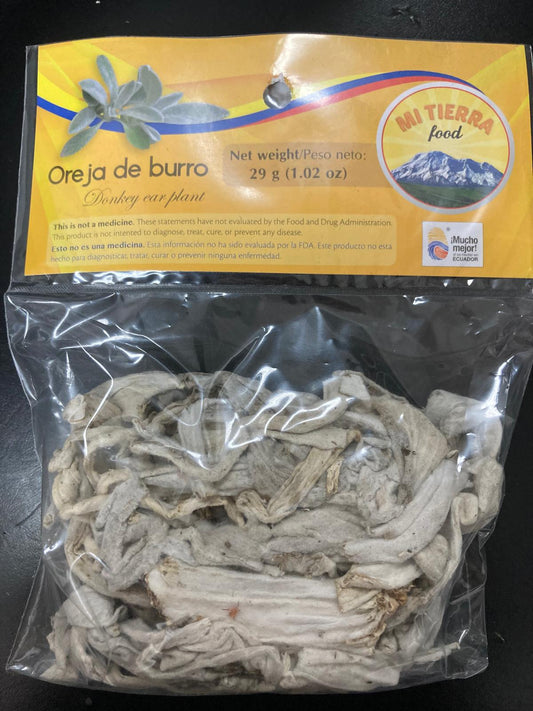 MI TIERRA
food
Oreja de burro
Donkey ear plant
Net weight/Peso neto:
29 g (1.02 oz)
This is not a medicine. These statements have not evaluated by the Food and Drug Administration.
This product is not intended to diagnose, treat, cure, or prevent any disease.
Esto no es una medicina. Esta información no ha sido evaluada por la FDA. Este producto no esta
hecho para diagnosticar, tratar, curar o prevenir ninguna enfermedad.
¡Mucho
mejor!
ECUADOR